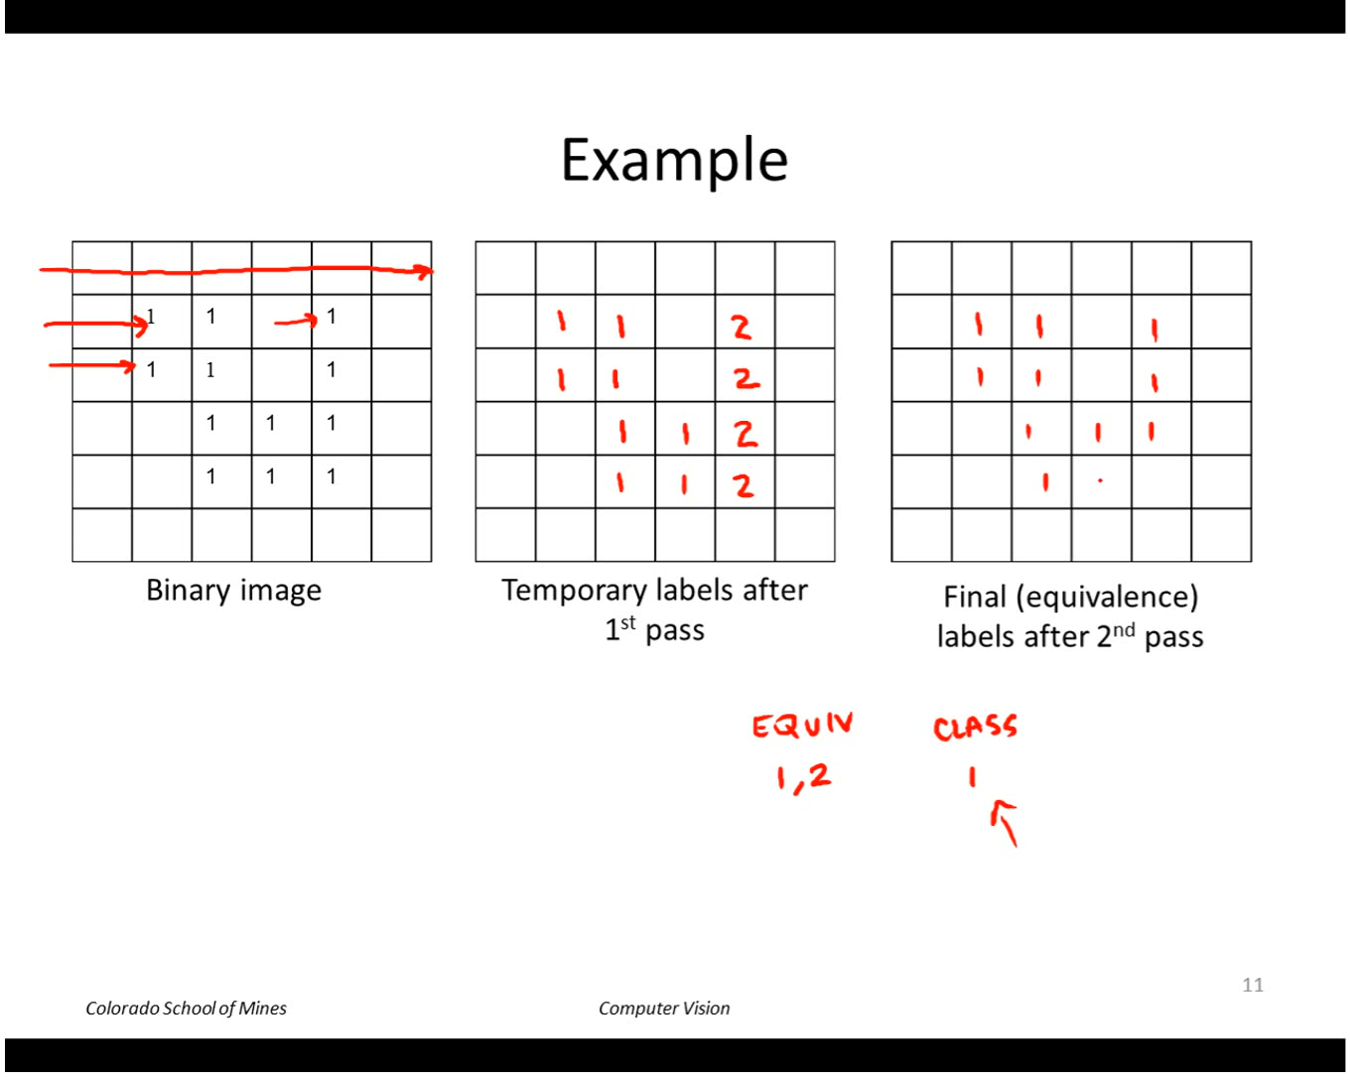 Example
1 1 1
1 1 1
1 1 1
1 1 1
Binary image
1 1 2
1 1 2
1 1 2
1 1 2
Temporary labels after
1st pass
1 1 1
1 1 1
1 1 1
1
Final (equivalence)
labels after 2nd pass
EQUIV CLASS
1,2 1
11
Colorado School of Mines
Computer Vision